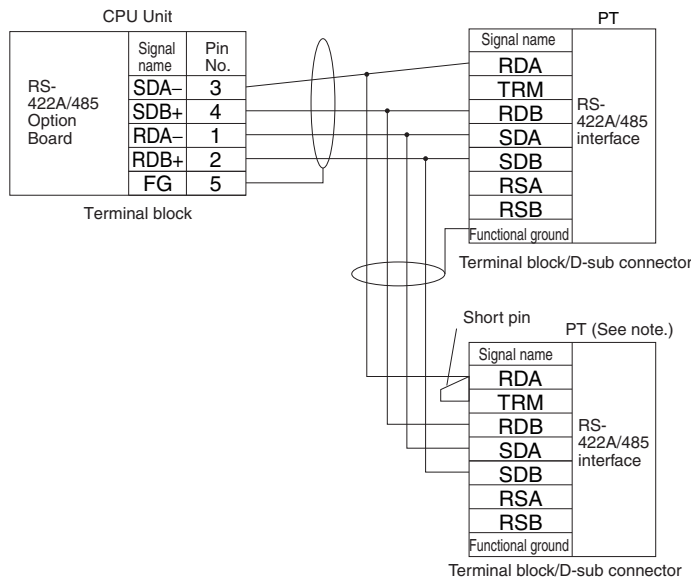 CPU Unit
RS-
422A/485
Option
Board
Signal
name
Pin
No.
SDA– 3
SDB+ 4
RDA– 1
RDB+ 2
FG 5
Terminal block
PT
Signal name
RDA
TRM
RDB
SDA
SDB
RSA
RSB
Functional ground
RS-
422A/485
interface
Terminal block/D-sub connector
Short pin
PT (See note.)
Signal name
RDA
TRM
RDB
SDA
SDB
RSA
RSB
Functional ground
RS-
422A/485
interface
Terminal block/D-sub connector